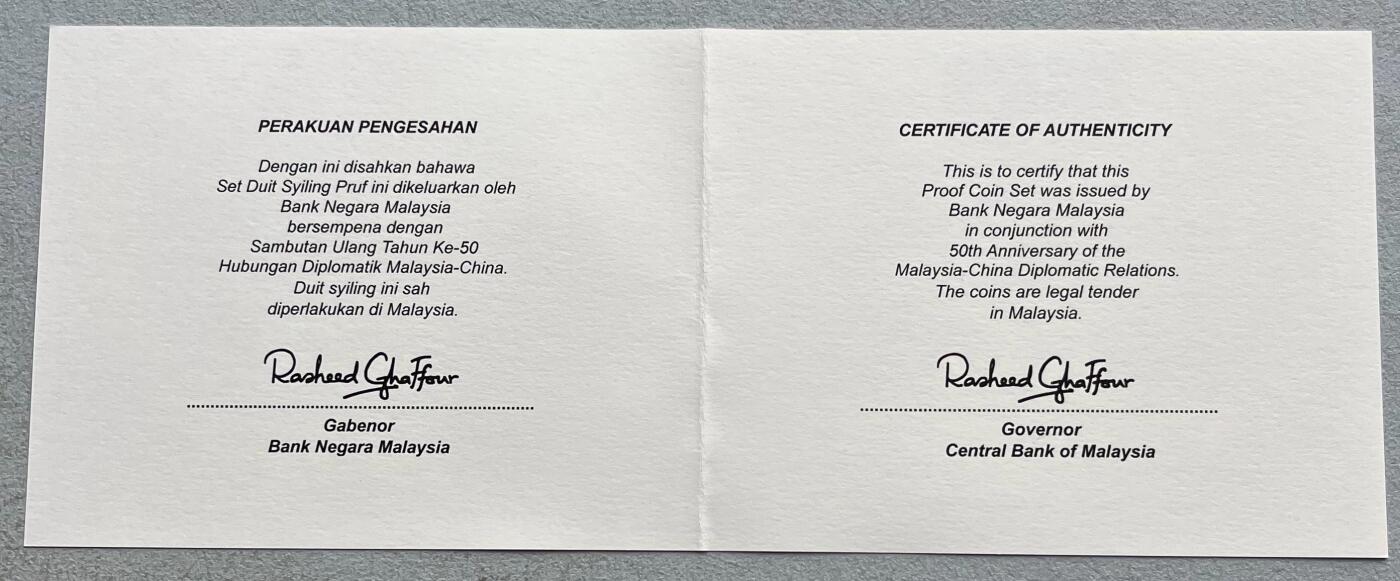 PERAKUAN PENGESAHAN
Dengan ini disahkan bahawa
Set Duit Syiling Pruf ini dikeluarkan oleh
Bank Negara Malaysia
bersempena dengan
Sambutan Ulang Tahun Ke-50
Hubungan Diplomatik Malaysia-China.
Duit syiling ini sah
diperlakukan di Malaysia.
Rasheed Ghaffour
Gabenor
Bank Negara Malaysia
CERTIFICATE OF AUTHENTICITY
This is to certify that this
Proof Coin Set was issued by
Bank Negara Malaysia
in conjunction with
50th Anniversary of the
Malaysia-China Diplomatic Relations.
The coins are legal tender
in Malaysia.
Rasheed Ghaffour
Governor
Central Bank of Malaysia